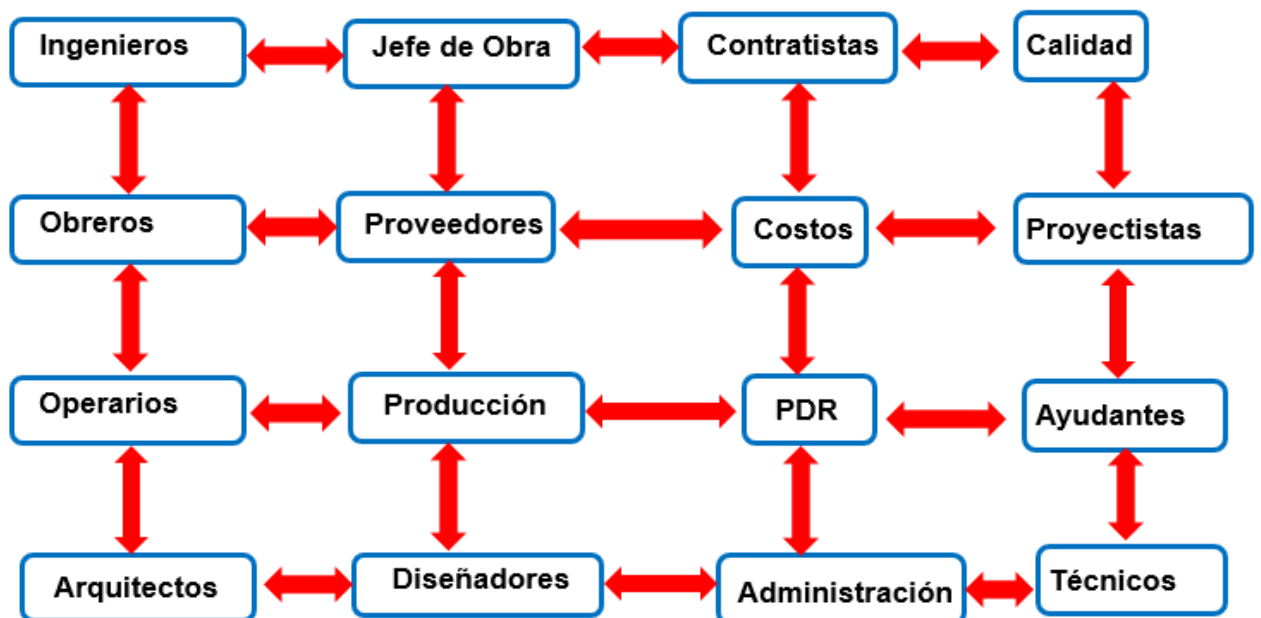 Ingenieros
Jefe de Obra
Contratistas
Calidad
Obreros
Proveedores
Costos
Proyectistas
Operarios
Producción
PDR
Ayudantes
Arquitectos
Diseñadores
Administración
Técnicos